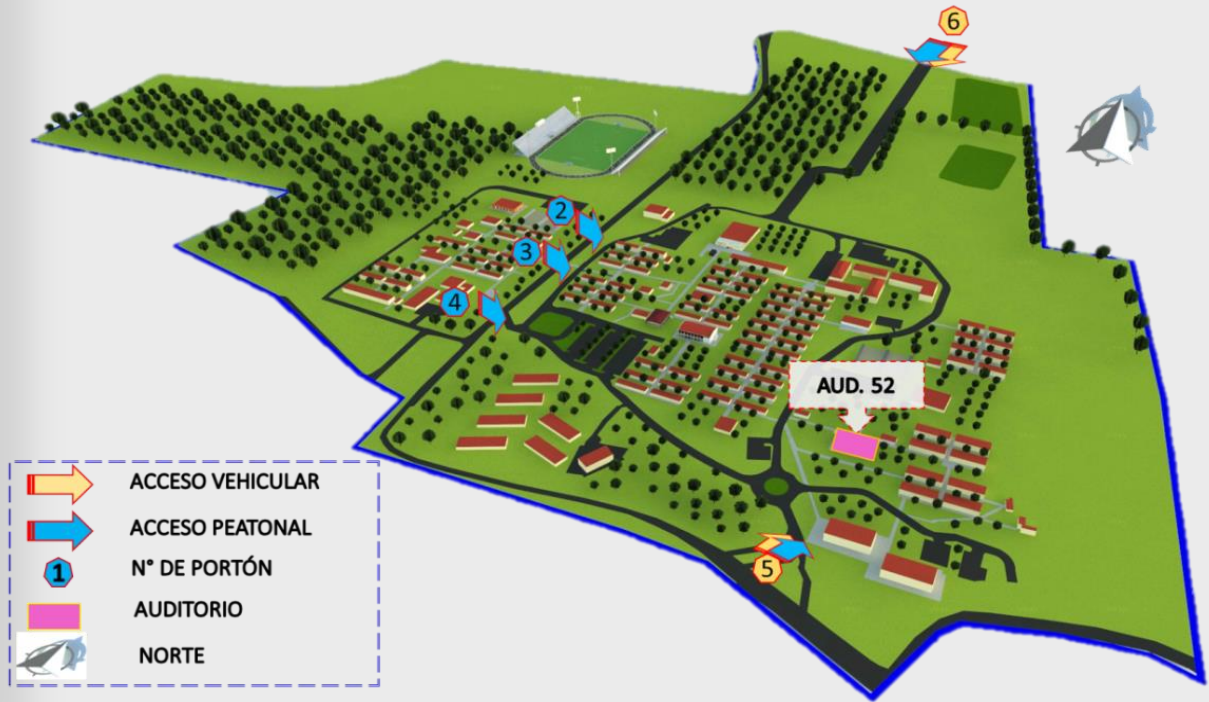 6
2
3
4
AUD. 52
5
ACCESO VEHICULAR
ACCESO PEATONAL
1
N° DE PORTÓN
AUDITORIO
NORTE